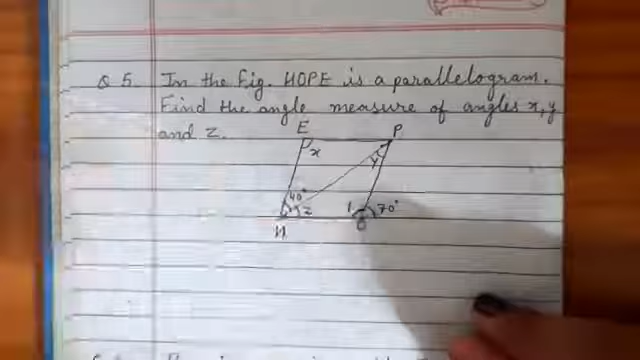 Q 5. In the Fig. HOPE is a parallelogram.
Find the angle measure of angles x, y
and z.
E P
x y
40°
z 1 70°
H O